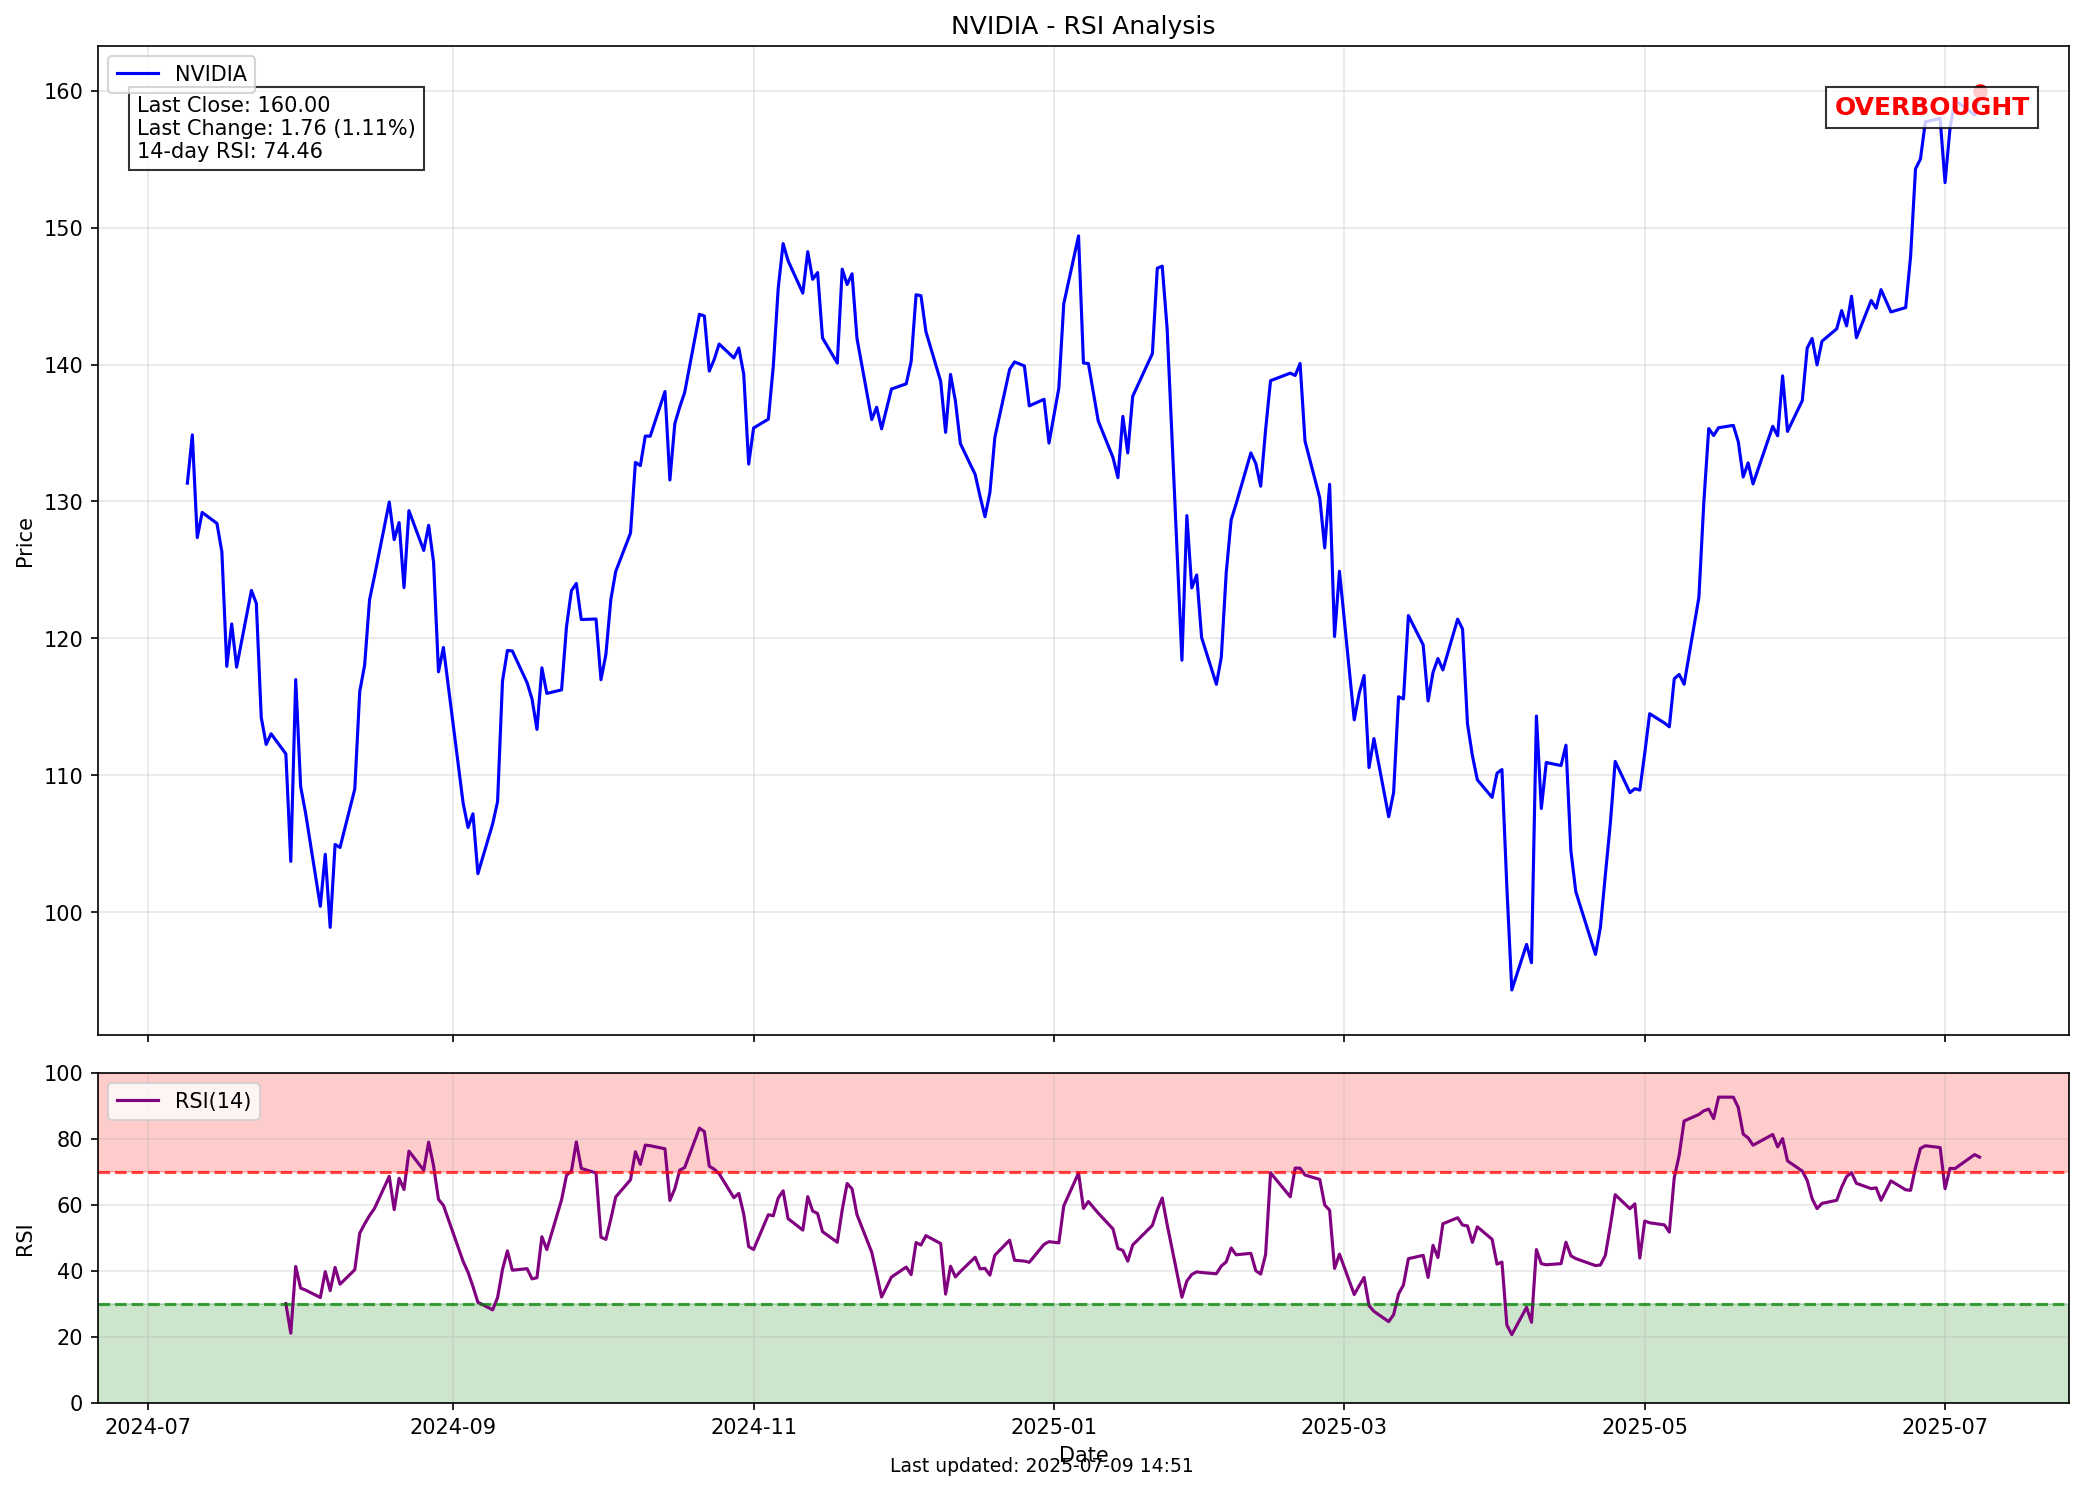 NVIDIA - RSI Analysis
NVIDIA
Last Close: 160.00
Last Change: 1.76 (1.11%)
14-day RSI: 74.46
OVERBOUGHT
Price
160
150
140
130
120
110
100
RSI(14)
RSI
100
80
60
40
20
0
2024-07
2024-09
2024-11
2025-01
2025-03
2025-05
2025-07
Date
Last updated: 2025-07-09 14:51